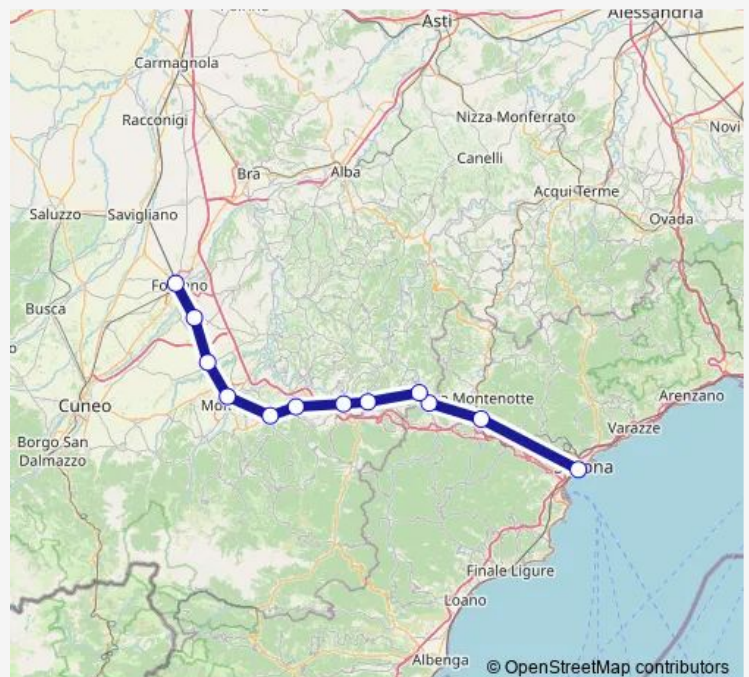 Asti
Alessandria
Carmagnola
Racconigi
Nizza Monferrato
Novi
Bra
Alba
Canelli
Acqui Terme
Saluzzo
Savigliano
Ovada
Busca
Cuneo
Montenotte
Arenzano
Varazze
Borgo San
Dalmazzo
Finale Ligure
Loano
Albenga
© OpenStreetMap contributors